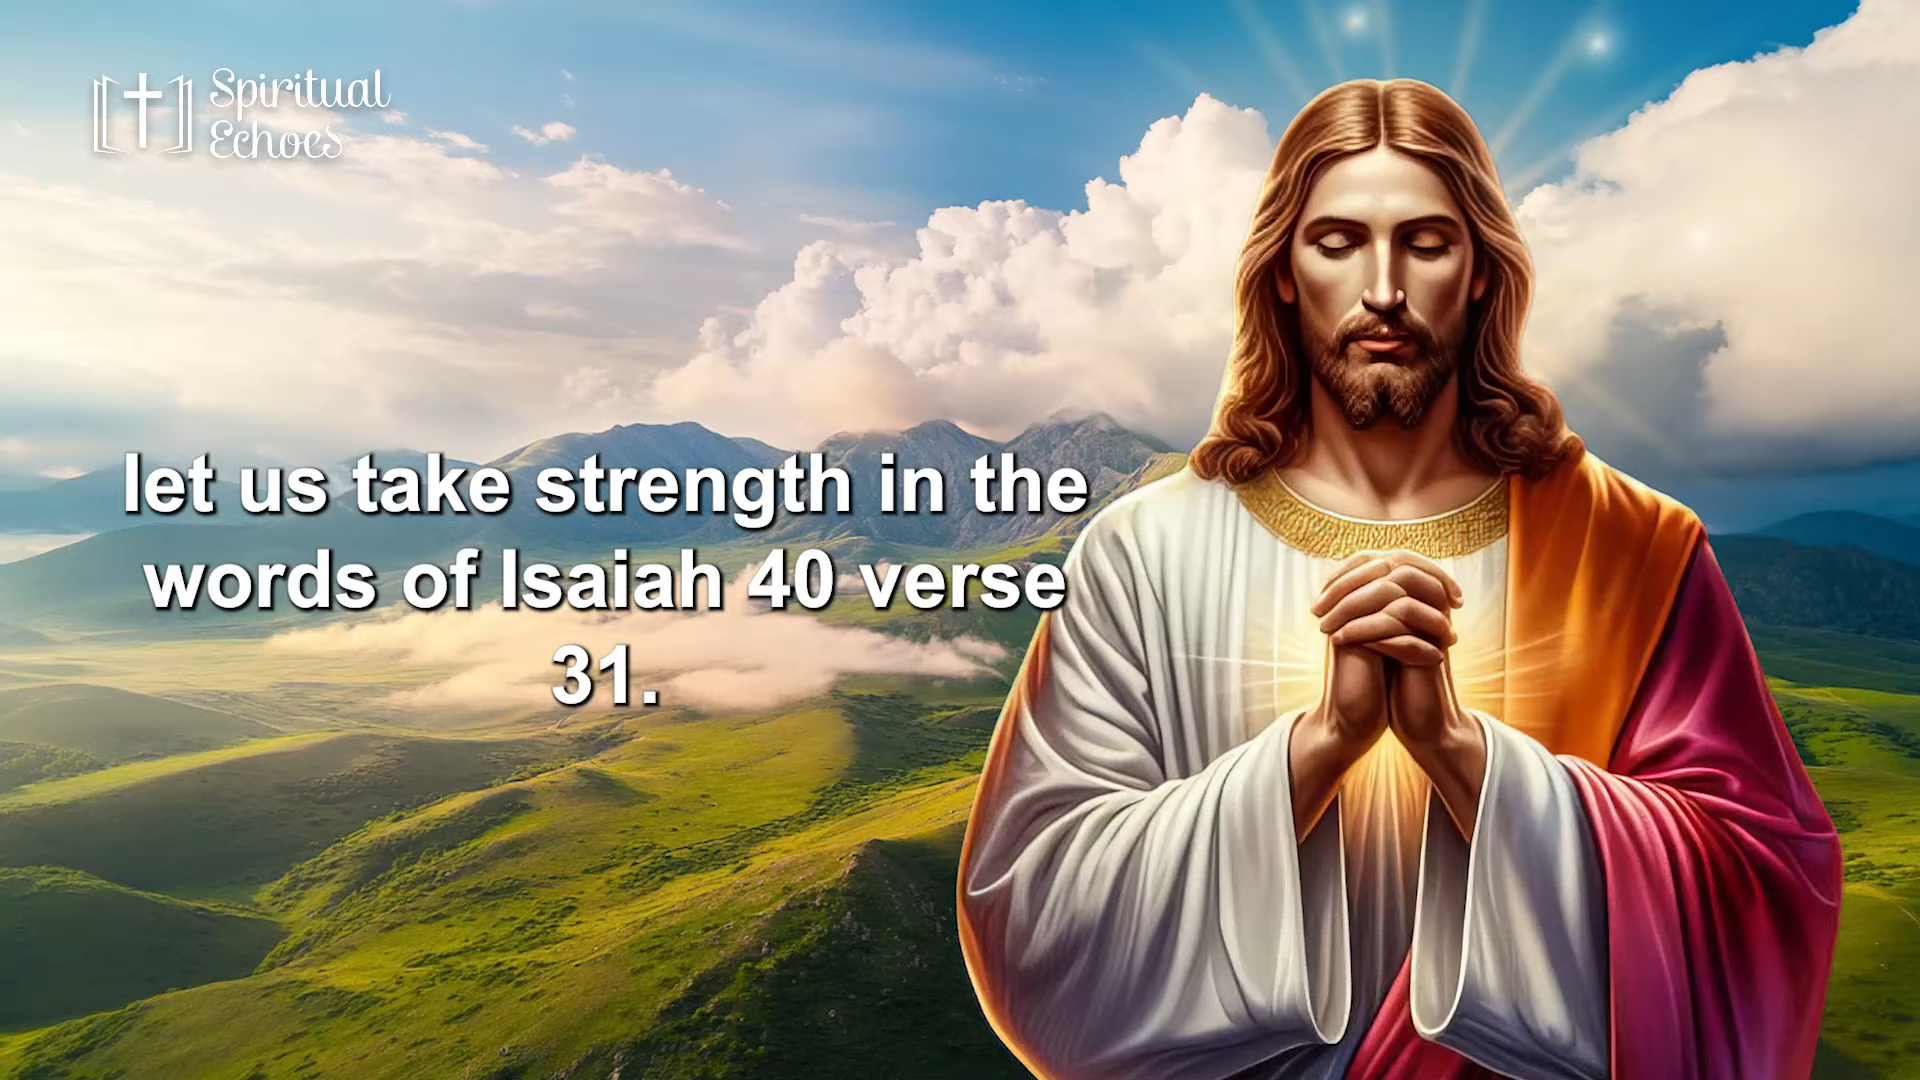 Spiritual
Echoes
let us take strength in the
words of Isaiah 40 verse
31.